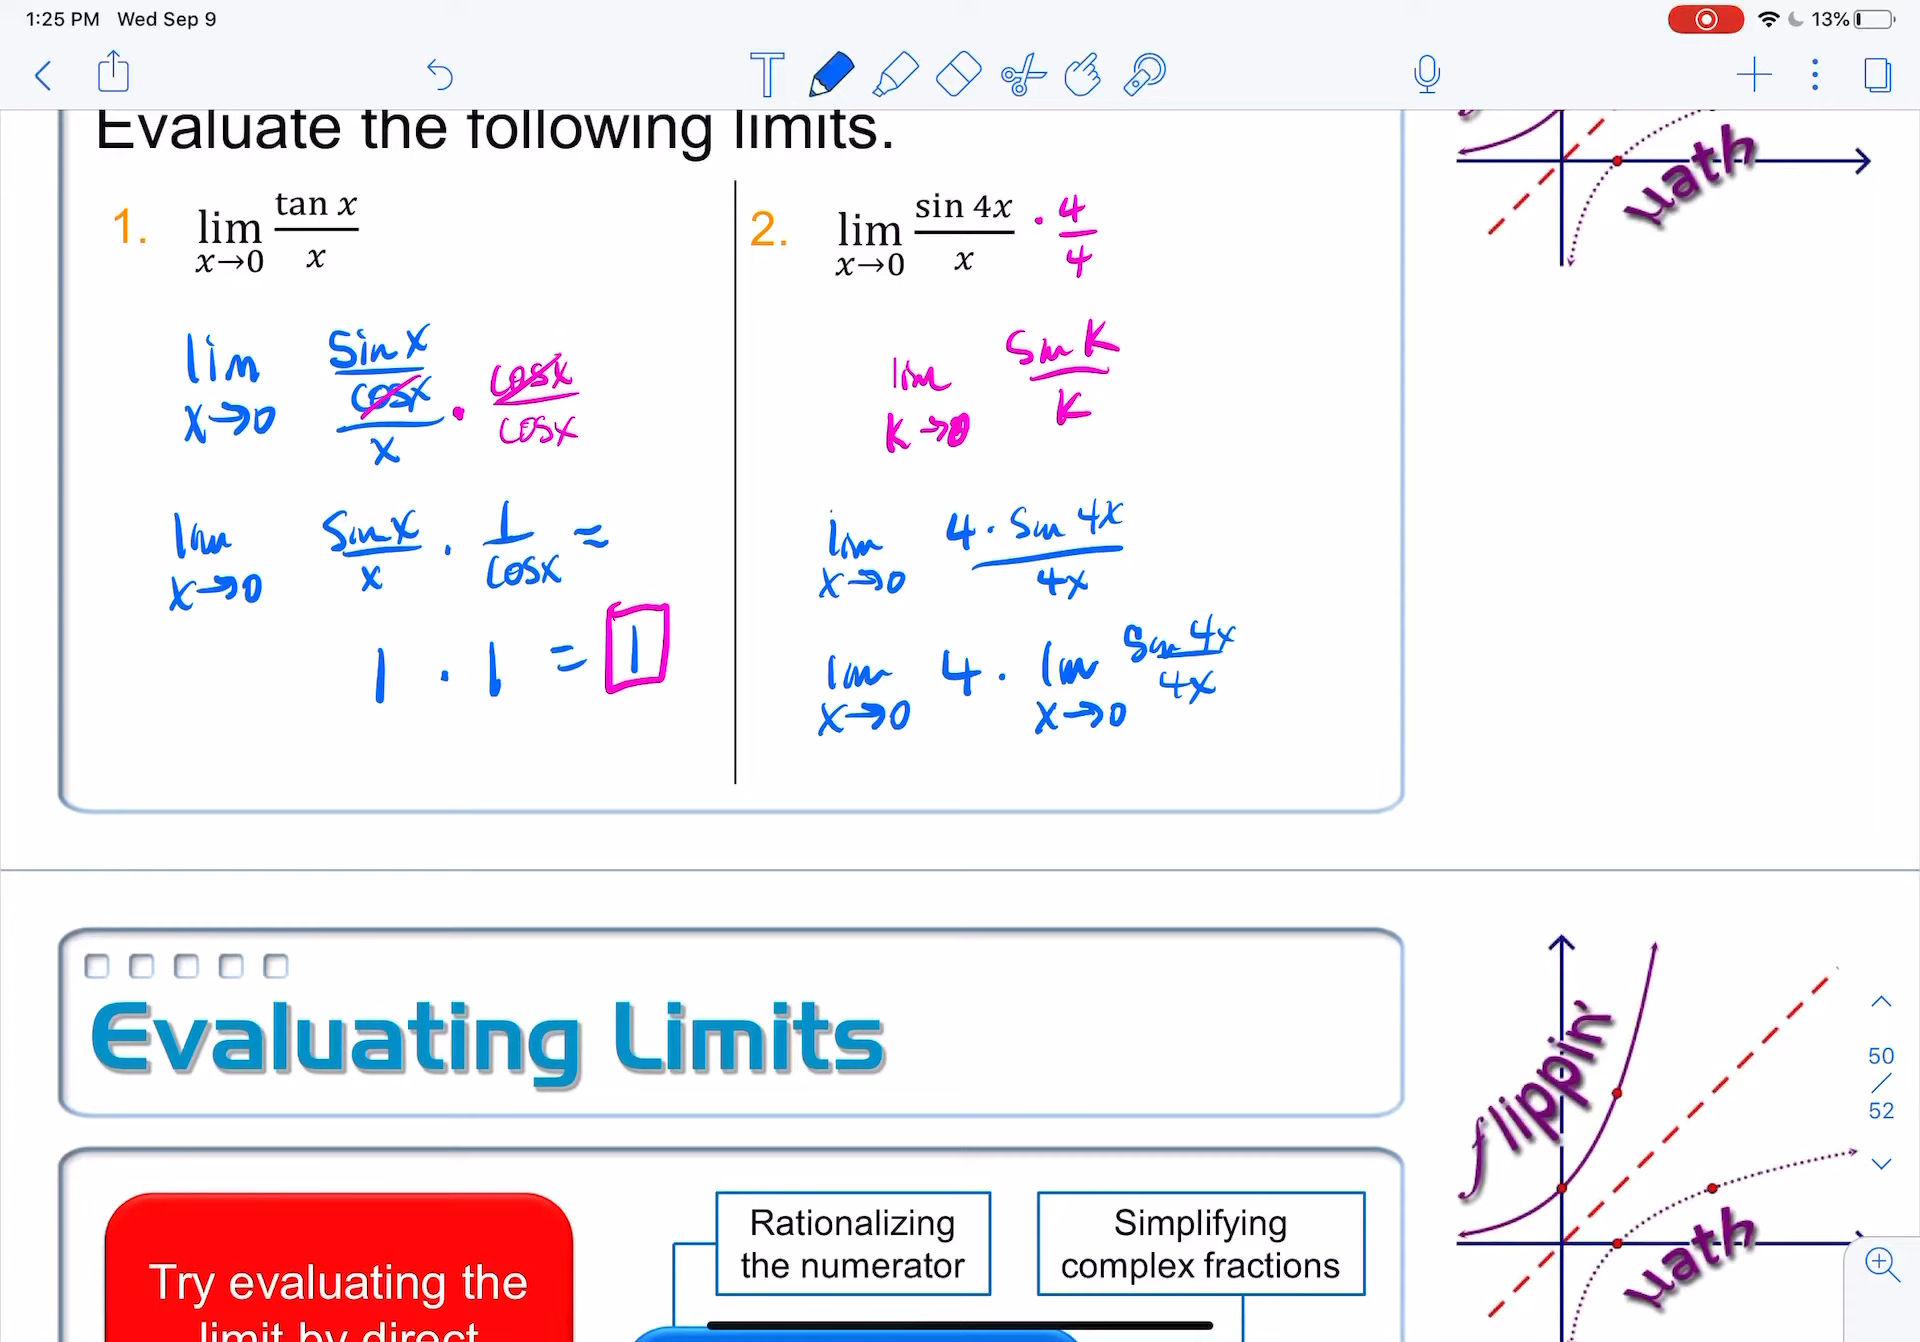 1:25 PM Wed Sep 9 13%
Evaluate the following limits.
1. lim x→0 tan x / x
lim x→0 sin x / cos x / x · cos x / cos x
lim x→0 sin x / x · 1 / cos x =
1 · 1 = 1
2. lim x→0 sin 4x / x · 4 / 4
lim k→0 sin k / k
lim x→0 4 · sin 4x / 4x
lim x→0 4 · lim x→0 sin 4x / 4x
math
Evaluating Limits
flippin'
math
50
/
52
Try evaluating the
limit by direct
Rationalizing
the numerator
Simplifying
complex fractions